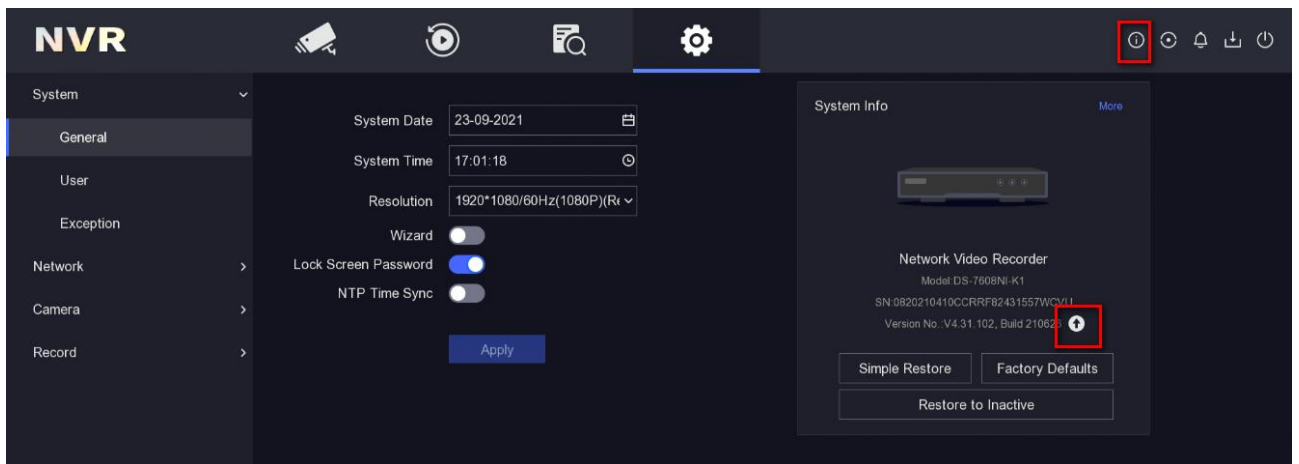 NVR
System
General
User
Exception
Network
Camera
Record
System Date 23-09-2021
System Time 17:01:18
Resolution 1920*1080/60Hz(1080P)(Re
Wizard
Lock Screen Password
NTP Time Sync
Apply
System Info More
Network Video Recorder
Model:DS-7608NI-K1
SN:0820210410CCRRF82431557WCVU
Version No.:V4.31.102, Build 210625
Simple Restore Factory Defaults
Restore to Inactive